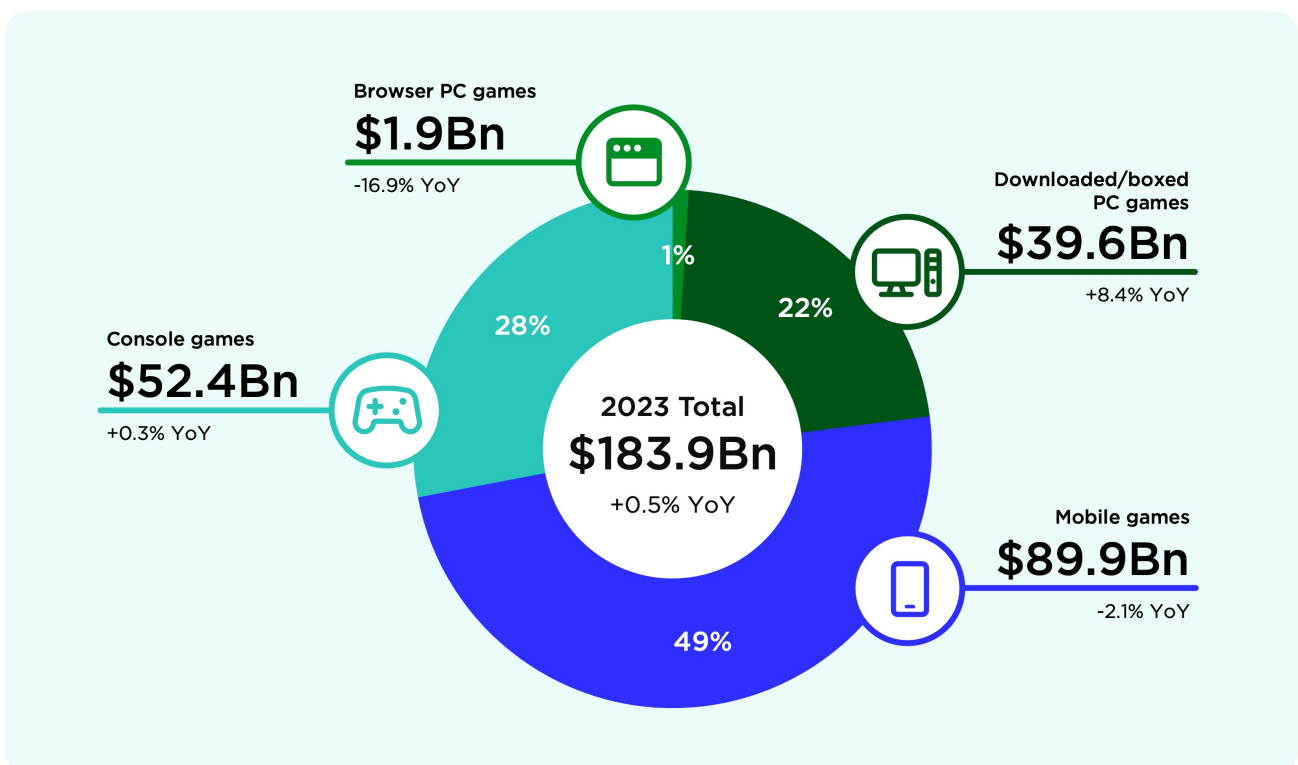 Browser PC games
$1.9Bn
-16.9% YoY
Downloaded/boxed
PC games
$39.6Bn
+8.4% YoY
1%
22%
28%
Console games
$52.4Bn
+0.3% YoY
2023 Total
$183.9Bn
+0.5% YoY
Mobile games
$89.9Bn
-2.1% YoY
49%